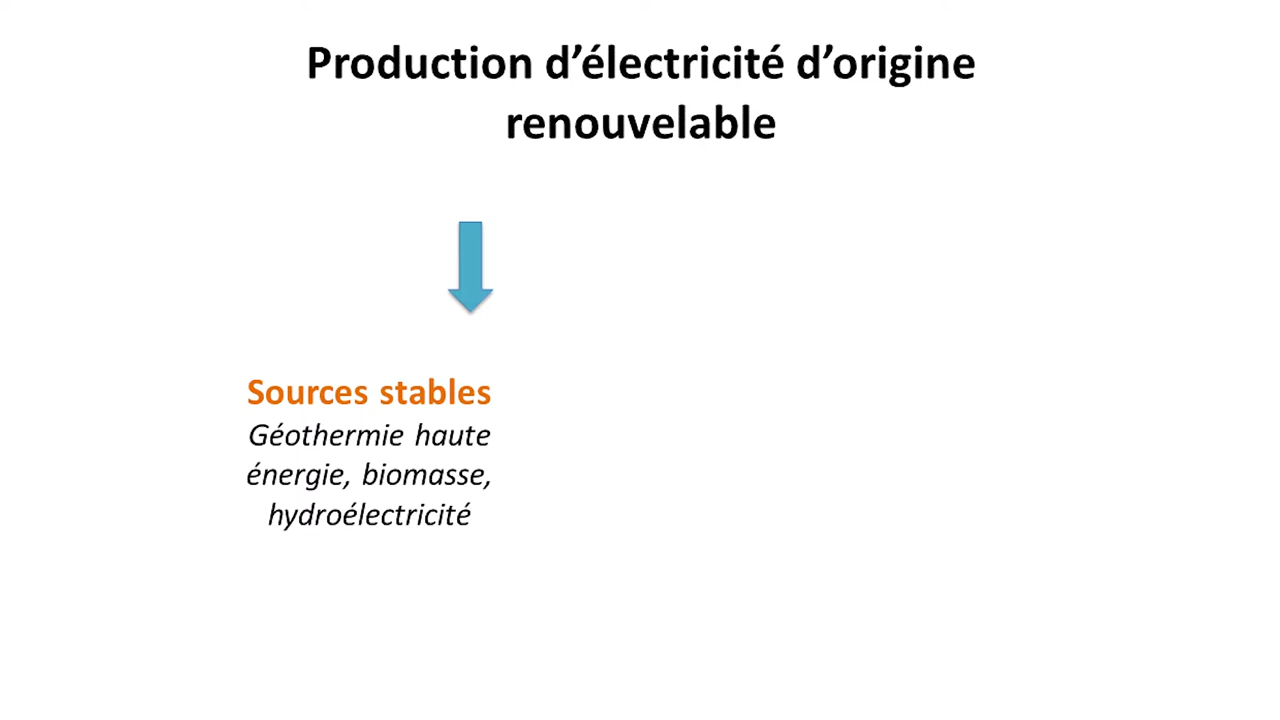 Production d’électricité d’origine
renouvelable
Sources stables
Géothermie haute
énergie, biomasse,
hydroélectricité